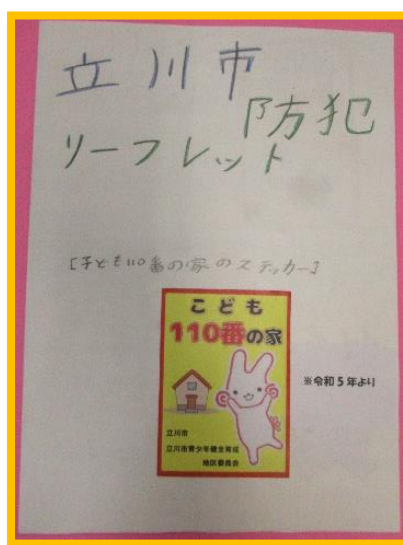 立川市
防犯
リーフレット
[子ども110番の家のステッカー]
こども
110番の家
※令和5年より
立川市
立川市青少年健全育成
地区委員会